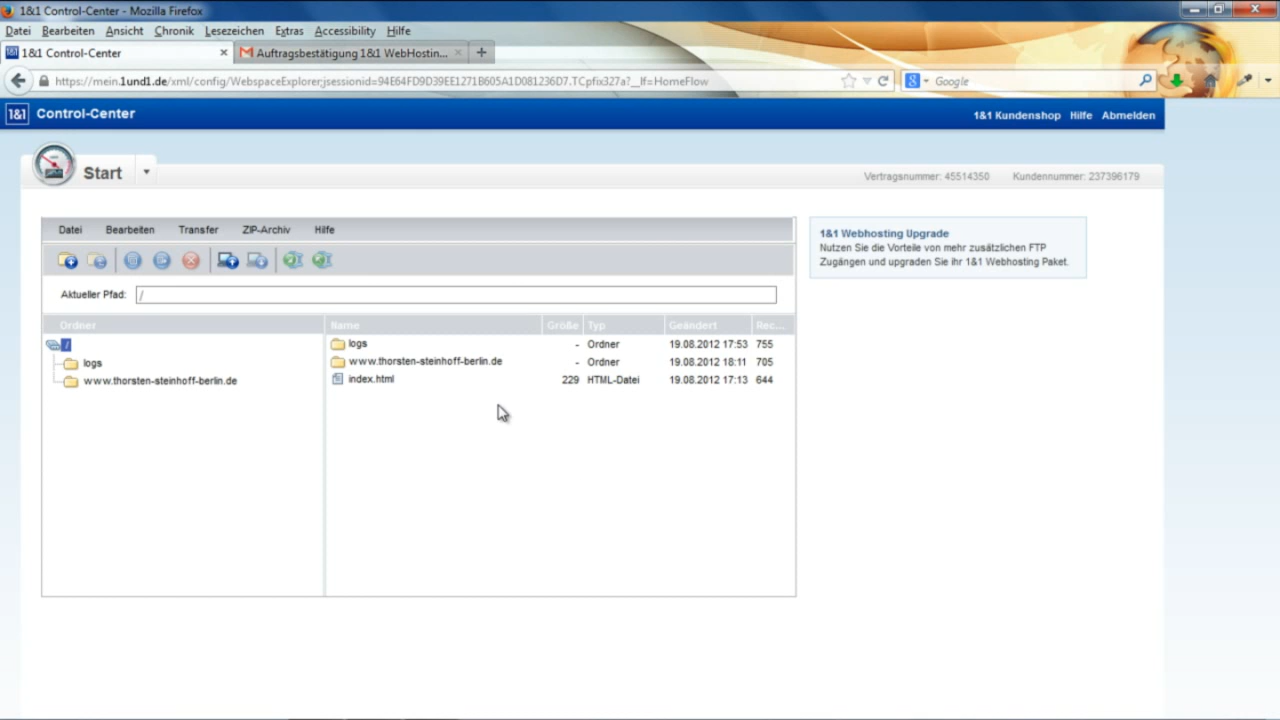 1&1 Control-Center - Mozilla Firefox
Datei Bearbeiten Ansicht Chronik Lesezeichen Extras Accessibility Hilfe
1&1 Control-Center
Auftragsbestätigung 1&1 WebHostin...
https://mein.1und1.de/xml/config/WebspaceExplorer;jsessionid=94E64FD9D39EE1271B605A1D081236D7.TCpfix327a?__lf=HomeFlow
Google
1&1 Control-Center
1&1 Kundenshop Hilfe Abmelden
Start
Vertragsnummer: 45514350 Kundennummer: 237396179
Datei Bearbeiten Transfer ZIP-Archiv Hilfe
Aktueller Pfad: /
Ordner
/
logs
www.thorsten-steinhoff-berlin.de
Name Größe Typ Geändert Rec...
logs - Ordner 19.08.2012 17:53 755
www.thorsten-steinhoff-berlin.de - Ordner 19.08.2012 18:11 705
index.html 229 HTML-Datei 19.08.2012 17:13 644
1&1 Webhosting Upgrade
Nutzen Sie die Vorteile von mehr zusätzlichen FTP
Zugängen und upgraden Sie ihr 1&1 Webhosting Paket.